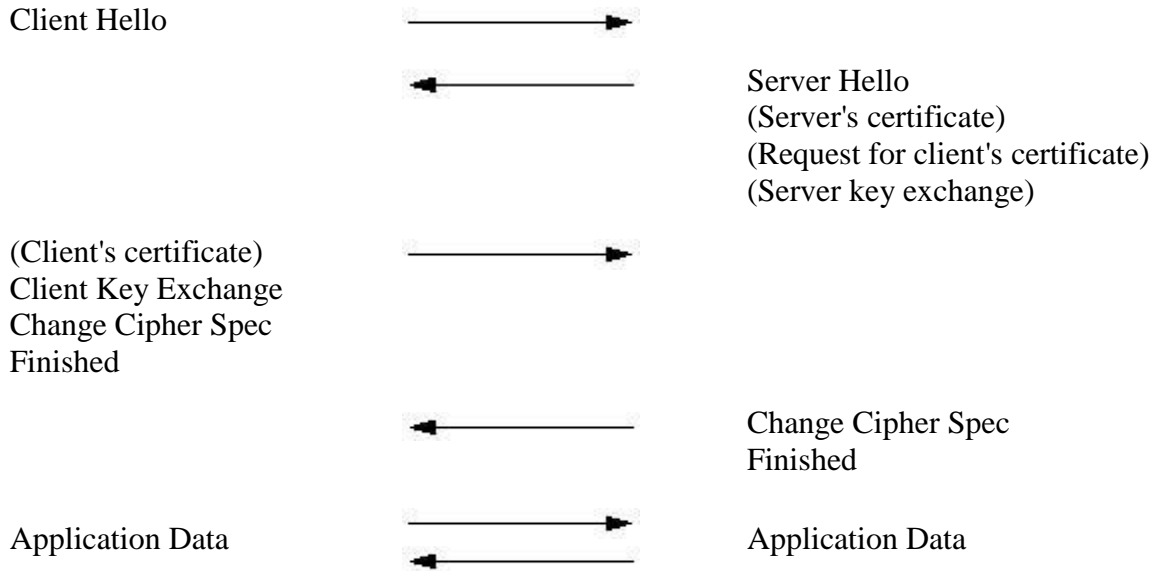 Client Hello
Server Hello
(Server's certificate)
(Request for client's certificate)
(Server key exchange)
(Client's certificate)
Client Key Exchange
Change Cipher Spec
Finished
Change Cipher Spec
Finished
Application Data
Application Data